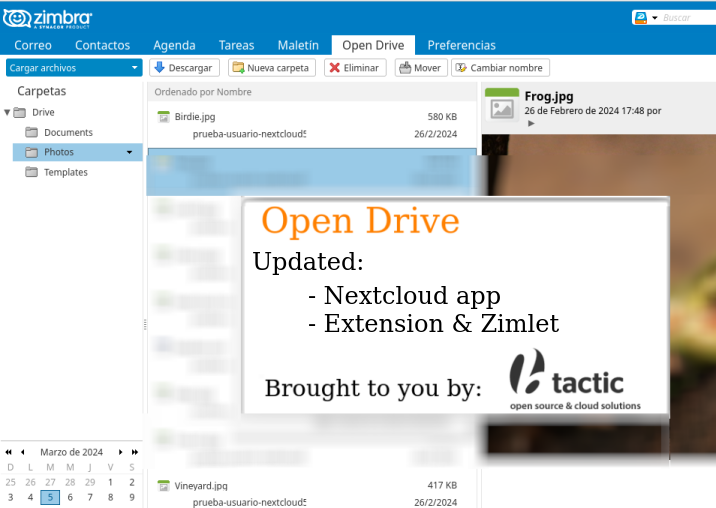 zimbra
A SYNACOR PRODUCT
Buscar
Correo Contactos Agenda Tareas Maletín Open Drive Preferencias
Cargar archivos
Descargar Nueva carpeta Eliminar Mover Cambiar nombre
Carpetas
Drive
Documents
Photos
Templates
Ordenado por Nombre
Birdie.jpg 580 KB
prueba-usuario-nextcloud 26/2/2024
Frog.jpg
26 de Febrero de 2024 17:48 por
Open Drive
Updated:
- Nextcloud app
- Extension & Zimlet
Brought to you by:
tactic
open source & cloud solutions
Marzo de 2024
D L M M J V S
25 26 27 28 29 1 2
3 4 5 6 7 8 9
Vineyard.jpg 417 KB
prueba-usuario-nextcloud 26/2/2024